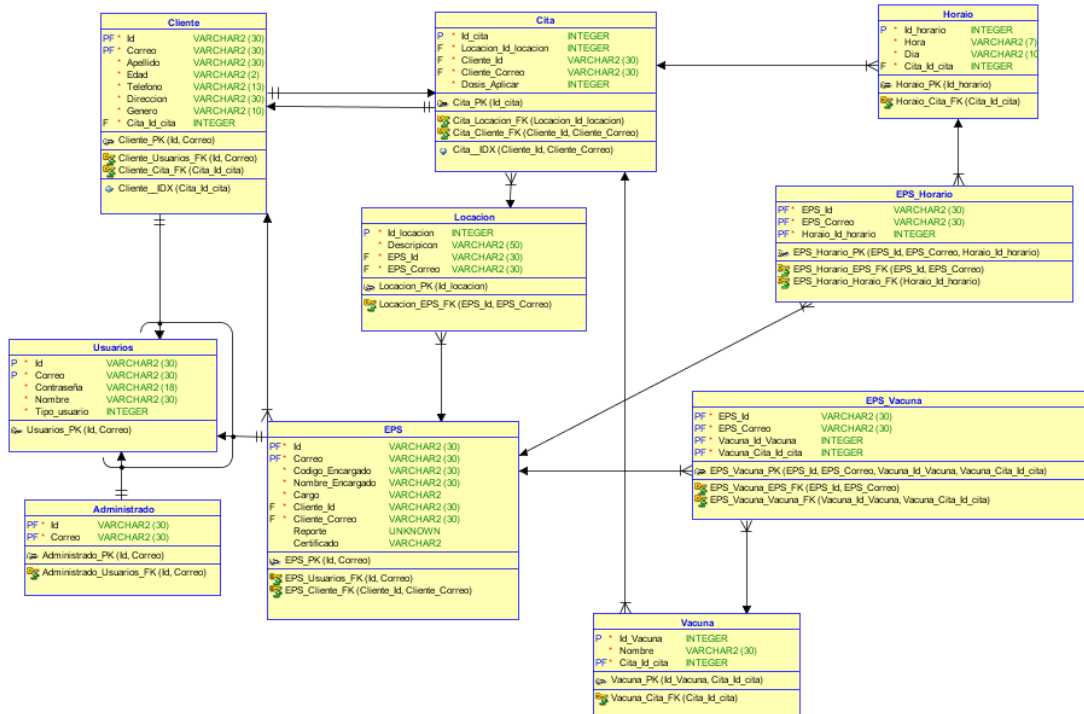 Cliente
PF * Id VARCHAR2 (30)
PF * Correo VARCHAR2 (30)
* Apellido VARCHAR2 (30)
* Edad VARCHAR2 (2)
* Telefono VARCHAR2 (13)
* Direccion VARCHAR2 (30)
* Genero VARCHAR2 (10)
F * Cita_Id_cita INTEGER
Cliente_PK (Id, Correo)
Cliente_Usuarios_FK (Id, Correo)
Cliente_Cita_FK (Cita_Id_cita)
Cliente__IDX (Cita_Id_cita)
Cita
P * Id_cita INTEGER
F * Locacion_Id_locacion INTEGER
F * Cliente_Id VARCHAR2 (30)
F * Cliente_Correo VARCHAR2 (30)
* Dosis_Aplicar INTEGER
Cita_PK (Id_cita)
Cita_Locacion_FK (Locacion_Id_locacion)
Cita_Cliente_FK (Cliente_Id, Cliente_Correo)
Cita__IDX (Cliente_Id, Cliente_Correo)
Horaio
P * Id_horario INTEGER
* Hora VARCHAR2 (7)
* Dia VARCHAR2 (10
F * Cita_Id_cita INTEGER
Horaio_PK (Id_horario)
Horaio_Cita_FK (Cita_Id_cita)
Locacion
P * Id_locacion INTEGER
* Descripicon VARCHAR2 (50)
F * EPS_Id VARCHAR2 (30)
F * EPS_Correo VARCHAR2 (30)
Locacion_PK (Id_locacion)
Locacion_EPS_FK (EPS_Id, EPS_Correo)
EPS_Horario
PF * EPS_Id VARCHAR2 (30)
PF * EPS_Correo VARCHAR2 (30)
PF * Horaio_Id_horario INTEGER
EPS_Horario_PK (EPS_Id, EPS_Correo, Horaio_Id_horario)
EPS_Horario_EPS_FK (EPS_Id, EPS_Correo)
EPS_Horario_Horaio_FK (Horaio_Id_horario)
Usuarios
P * Id VARCHAR2 (30)
P * Correo VARCHAR2 (30)
* Contraseña VARCHAR2 (18)
* Nombre VARCHAR2 (30)
* Tipo_usuario INTEGER
Usuarios_PK (Id, Correo)
EPS
PF * Id VARCHAR2 (30)
PF * Correo VARCHAR2 (30)
* Codigo_Encargado VARCHAR2 (30)
* Nombre_Encargado VARCHAR2 (30)
* Cargo VARCHAR2
F * Cliente_Id VARCHAR2 (30)
F * Cliente_Correo VARCHAR2 (30)
Reporte UNKNOWN
Certificado VARCHAR2
EPS_PK (Id, Correo)
EPS_Usuarios_FK (Id, Correo)
EPS_Cliente_FK (Cliente_Id, Cliente_Correo)
EPS_Vacuna
PF * EPS_Id VARCHAR2 (30)
PF * EPS_Correo VARCHAR2 (30)
PF * Vacuna_Id_Vacuna INTEGER
PF * Vacuna_Cita_Id_cita INTEGER
EPS_Vacuna_PK (EPS_Id, EPS_Correo, Vacuna_Id_Vacuna, Vacuna_Cita_Id_cita)
EPS_Vacuna_EPS_FK (EPS_Id, EPS_Correo)
EPS_Vacuna_Vacuna_FK (Vacuna_Id_Vacuna, Vacuna_Cita_Id_cita)
Administrado
PF * Id VARCHAR2 (30)
PF * Correo VARCHAR2 (30)
Administrado_PK (Id, Correo)
Administrado_Usuarios_FK (Id, Correo)
Vacuna
P * Id_Vacuna INTEGER
* Nombre VARCHAR2 (30)
PF * Cita_Id_cita INTEGER
Vacuna_PK (Id_Vacuna, Cita_Id_cita)
Vacuna_Cita_FK (Cita_Id_cita)